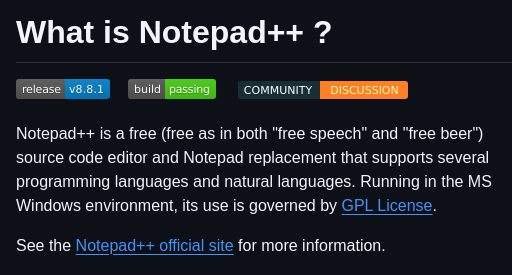 What is Notepad++ ?
release v8.8.1 build passing COMMUNITY DISCUSSION
Notepad++ is a free (free as in both "free speech" and "free beer")
source code editor and Notepad replacement that supports several
programming languages and natural languages. Running in the MS
Windows environment, its use is governed by GPL License.
See the Notepad++ official site for more information.